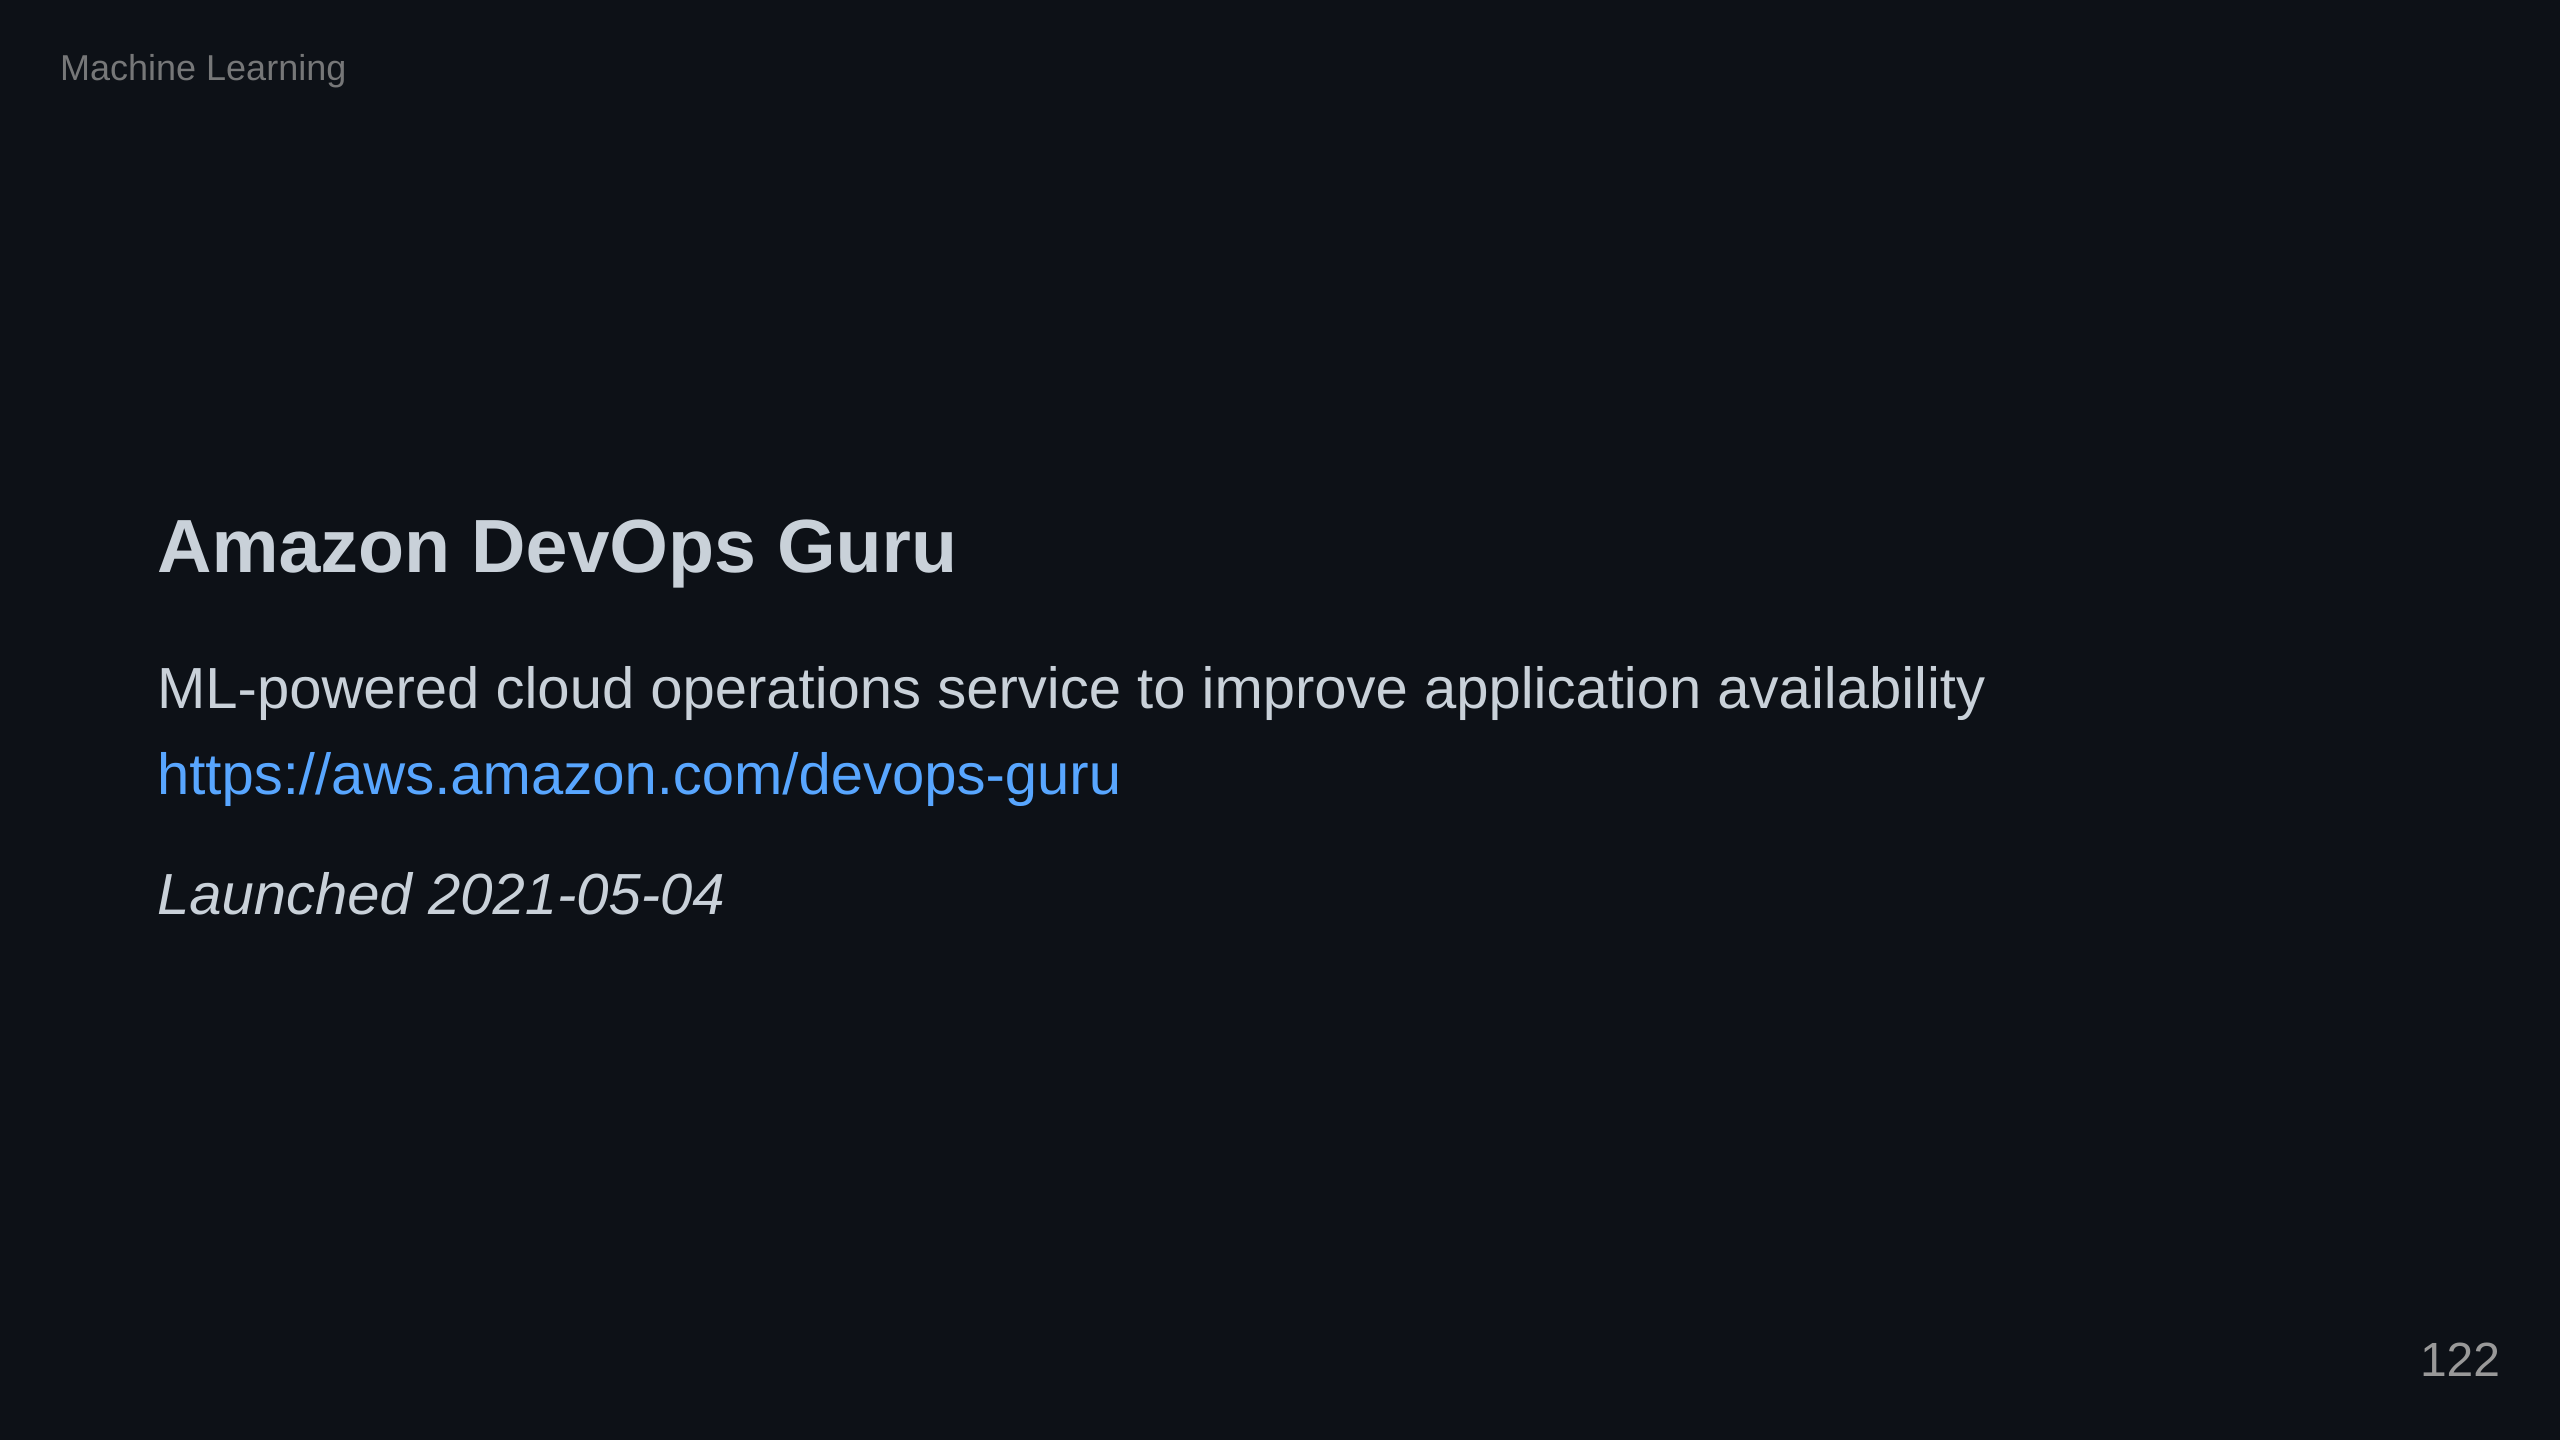 Machine Learning
Amazon DevOps Guru
ML-powered cloud operations service to improve application availability
https://aws.amazon.com/devops-guru
Launched 2021-05-04
122